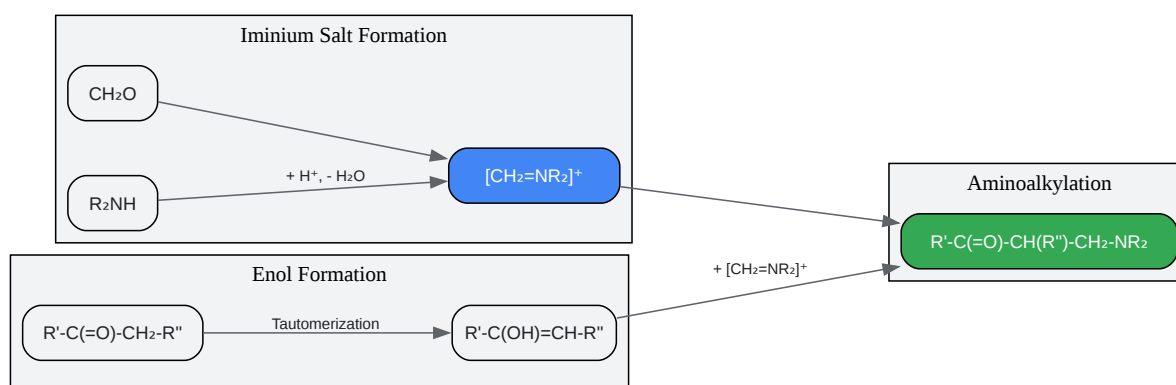 Iminium Salt Formation
CH₂O
R₂NH
+ H⁺, - H₂O
[CH₂=NR₂]⁺
Enol Formation
R'-C(=O)-CH₂-R"
Tautomerization
R'-C(OH)=CH-R"
+ [CH₂=NR₂]⁺
Aminoalkylation
R'-C(=O)-CH(R")-CH₂-NR₂